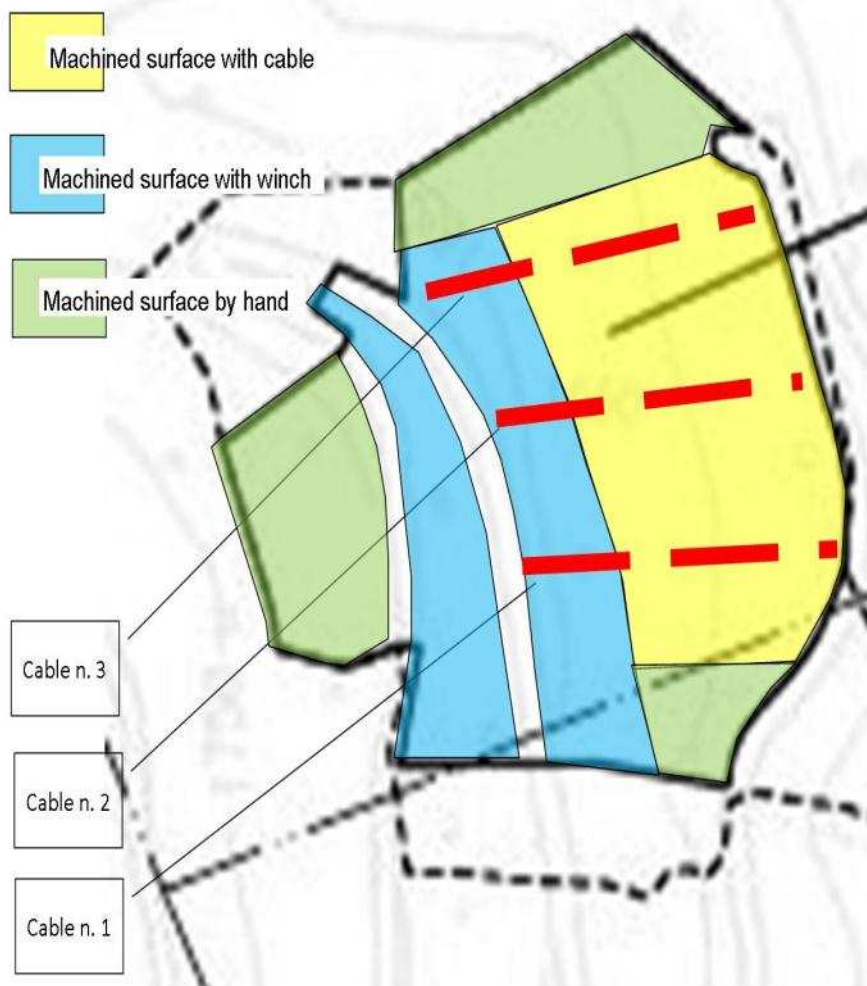 Machined surface with cable
Machined surface with winch
Machined surface by hand
Cable n. 3
Cable n. 2
Cable n. 1